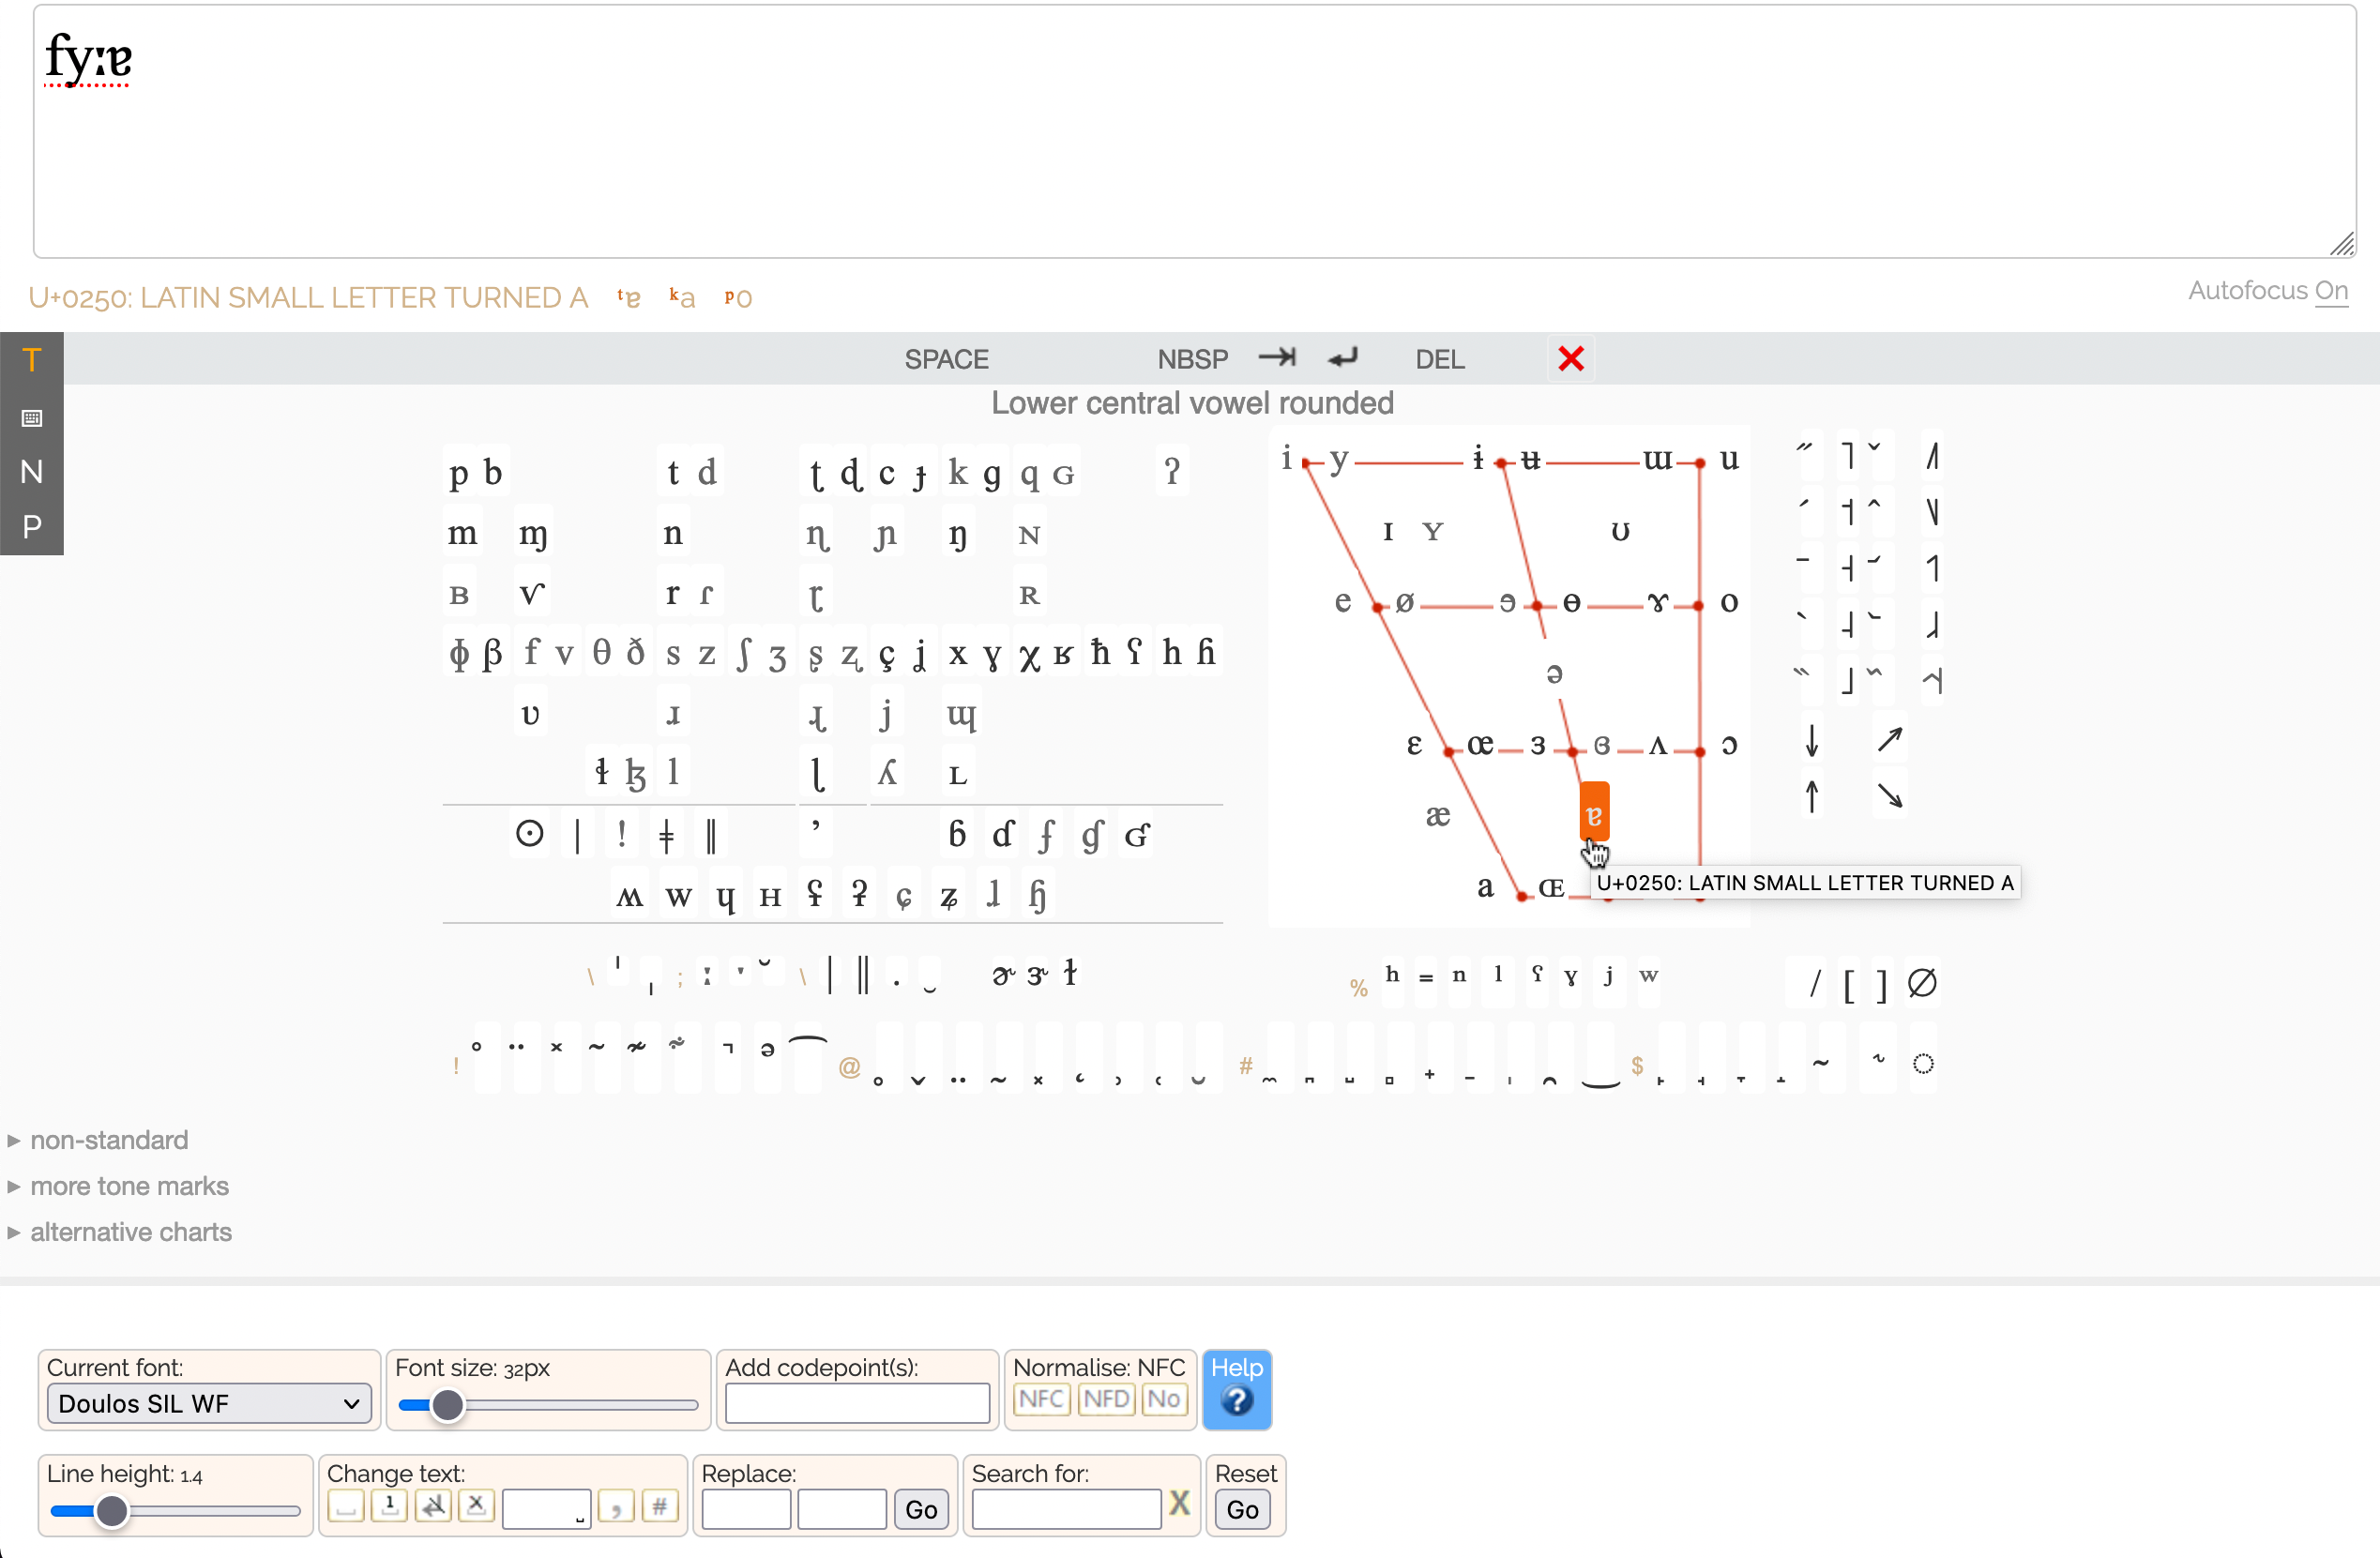 fyːɐ
U+0250: LATIN SMALL LETTER TURNED A tɐ ka po
Autofocus On
T
N
P
SPACE NBSP DEL
Lower central vowel rounded
p b t d ʈ ɖ c ɟ k ɡ q ɢ ʔ
m ɱ n ɳ ɲ ŋ ɴ
ʙ ⱱ r ɾ ɽ ʀ
ɸ β f v θ ð s z ʃ ʒ ʂ ʐ ç ʝ x ɣ χ ʁ ħ ʕ h ɦ
ʋ ɹ ɻ j ɰ
ɬ ɮ l ɭ ʎ ʟ
ʘ ǀ ! ǂ ǁ ʼ ɓ ɗ ʄ ɠ ʛ
ʍ w ɥ ʜ ʢ ʡ ɕ ʑ ɺ ɧ
i y ɨ ʉ ɯ u
ɪ ʏ ʊ
e ø ɘ ɵ ɤ o
ə
ɛ œ ɜ ɞ ʌ ɔ
æ ɐ
a ɶ
U+0250: LATIN SMALL LETTER TURNED A
˝ ˥ ˇ ˩˥
ˊ ˦ ˆ ˥˩
ˉ ˧
ˋ ˨
˵ ˩
↓ ↗
↑ ↘
\ ˈ ˌ ; ː ˑ ˘ \ | ‖ . ‿ ɚ ɝ ɫ
% ʰ ⁼ ⁿ ˡ ˤ ˠ ʲ ʷ / [ ] ∅
! @ # $
▸ non-standard
▸ more tone marks
▸ alternative charts
Current font:
Doulos SIL WF
Font size: 32px
Add codepoint(s):
Normalise: NFC
NFC NFD No
Help
?
Line height: 1.4
Change text:
1 X , #
Replace:
Go
Search for:
X
Reset
Go